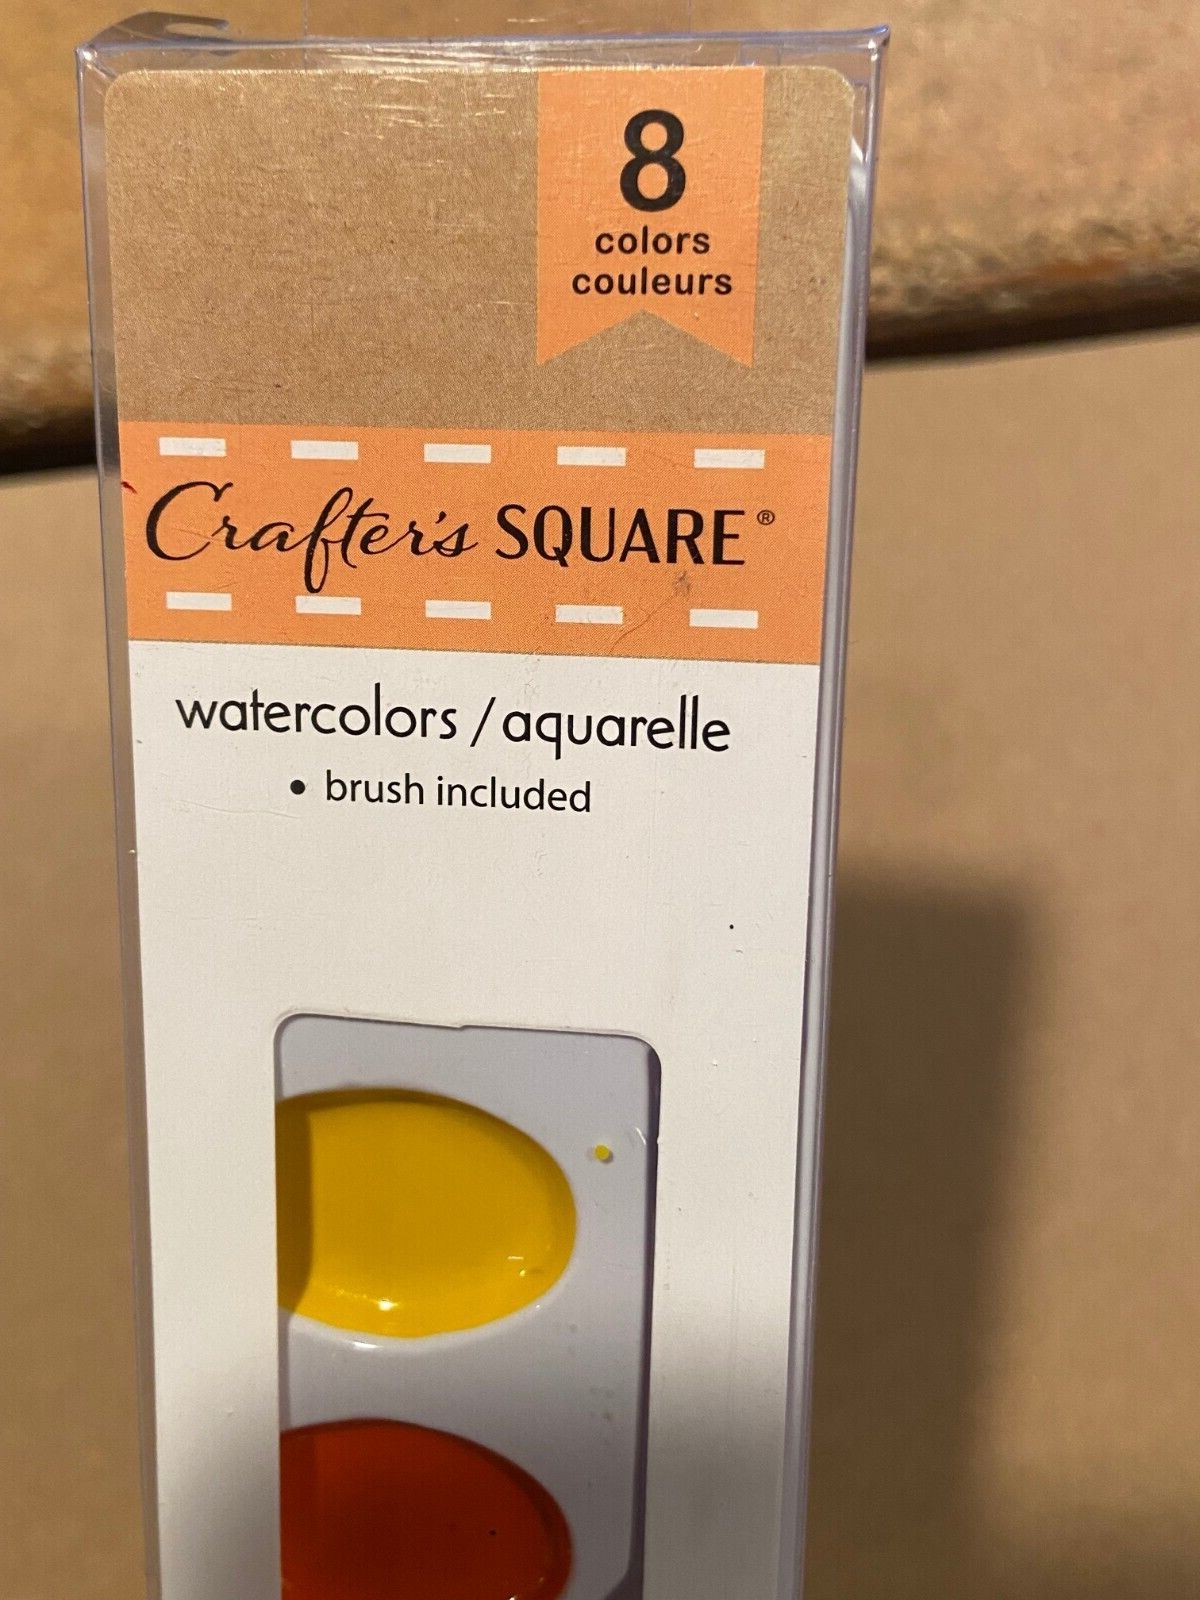 8
colors
couleurs
Crafter's SQUARE®
watercolors / aquarelle
• brush included